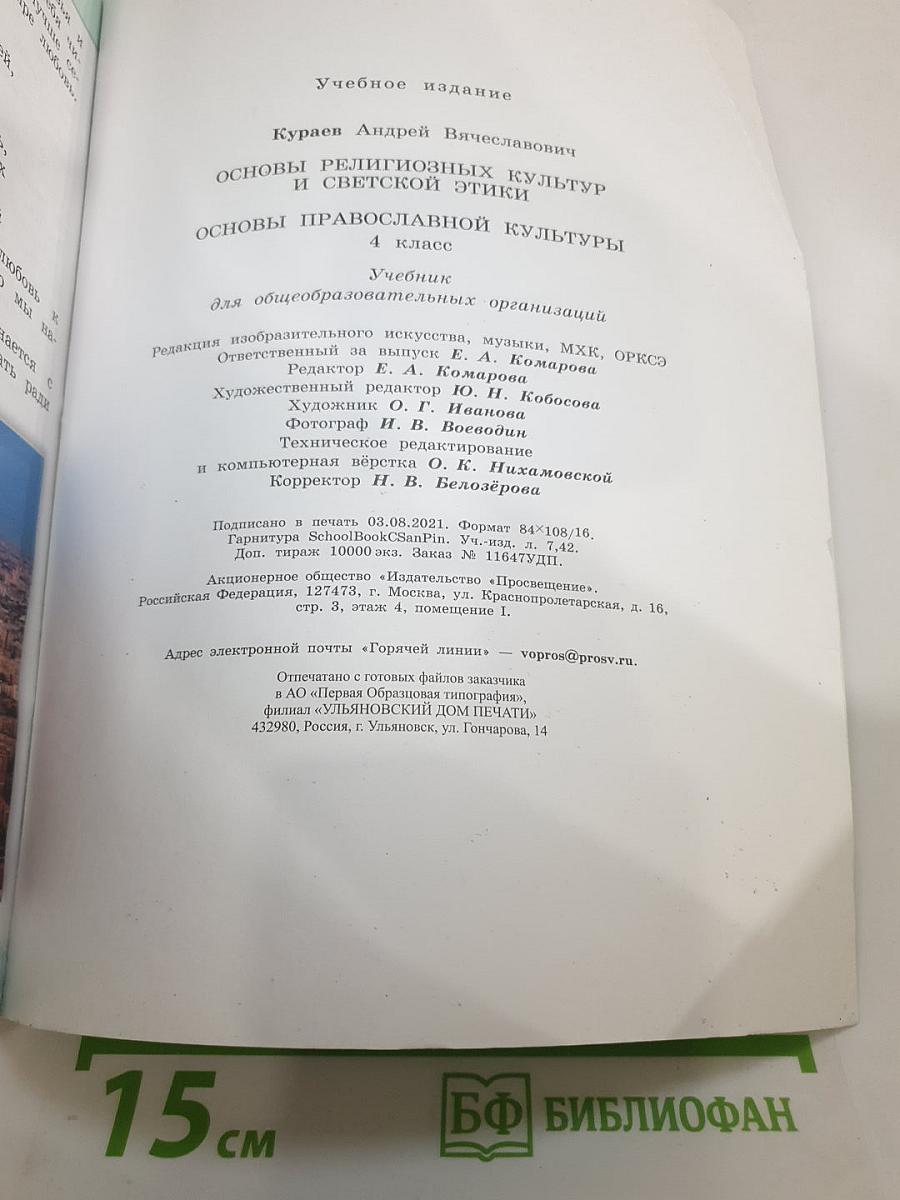 Учебное издание
Кураев Андрей Вячеславович
ОСНОВЫ РЕЛИГИОЗНЫХ КУЛЬТУР
И СВЕТСКОЙ ЭТИКИ
ОСНОВЫ ПРАВОСЛАВНОЙ КУЛЬТУРЫ
4 класс
Учебник
для общеобразовательных организаций
Редакция изобразительного искусства, музыки, МХК, ОРКСЭ
Ответственный за выпуск Е. А. Комарова
Редактор Е. А. Комарова
Художественный редактор Ю. Н. Кобосова
Художник О. Г. Иванова
Фотограф И. В. Воеводин
Техническое редактирование
и компьютерная вёрстка О. К. Нихамовской
Корректор Н. В. Белозёрова
Подписано в печать 03.08.2021. Формат 84×108/16.
Гарнитура SchoolBookCSanPin. Уч.-изд. л. 7,42.
Доп. тираж 10000 экз. Заказ № 11647УДП.
Акционерное общество «Издательство «Просвещение».
Российская Федерация, 127473, г. Москва, ул. Краснопролетарская, д. 16,
стр. 3, этаж 4, помещение I.
Адрес электронной почты «Горячей линии» — vopros@prosv.ru.
Отпечатано с готовых файлов заказчика
в АО «Первая Образцовая типография»,
филиал «УЛЬЯНОВСКИЙ ДОМ ПЕЧАТИ»
432980, Россия, г. Ульяновск, ул. Гончарова, 14
15 см
БФ БИБЛИОФАН